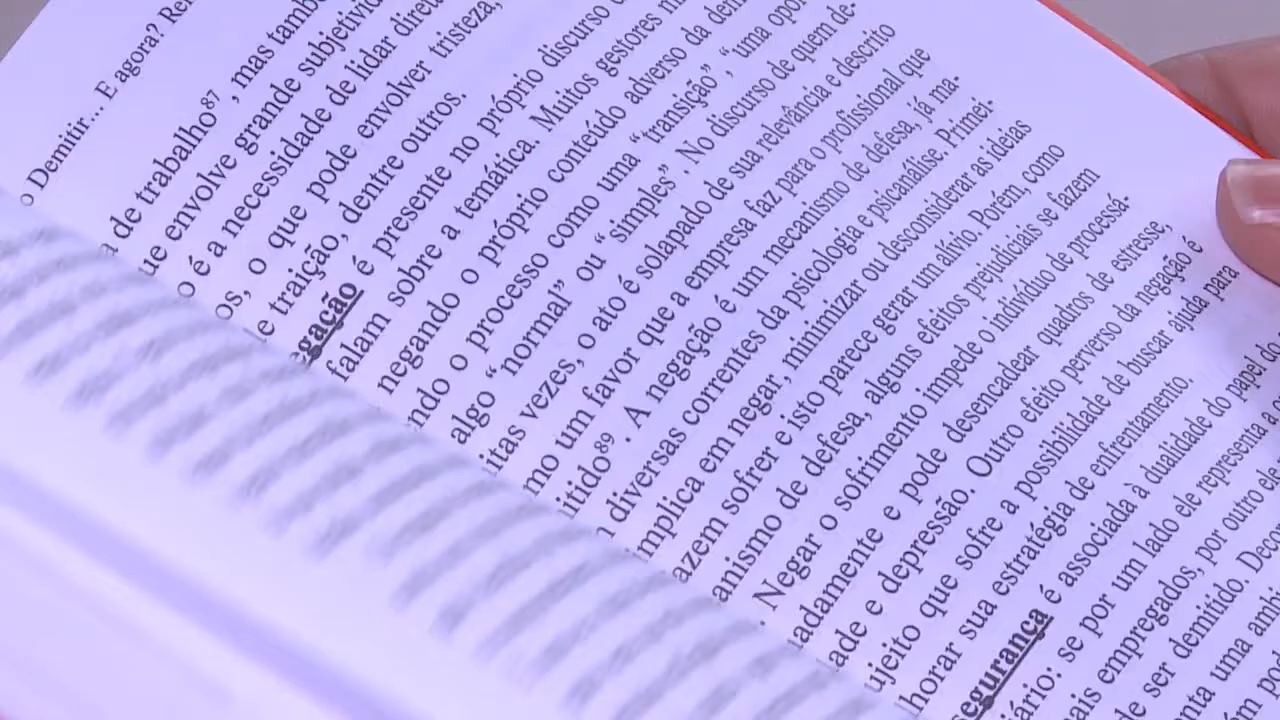 o Demitir... E agora? Rei
a de trabalho87, mas també
ue envolve grande subjetivid
o é a necessidade de lidar diret
os, o que pode envolver tristeza,
e traição, dentre outros.
egação é presente no próprio discurso
falam sobre a temática. Muitos gestores
negando o próprio conteúdo adverso da dem
ndo o processo como uma “transição”, “uma opor
algo “normal” ou “simples”. No discurso de quem de-
itas vezes, o ato é solapado de sua relevância e descrito
mo um favor que a empresa faz para o profissional que
itido89. A negação é um mecanismo de defesa, já ma-
diversas correntes da psicologia e psicanálise. Primei-
mplica em negar, minimizar ou desconsiderar as ideias
azem sofrer e isto parece gerar um alívio. Porém, como
anismo de defesa, alguns efeitos prejudiciais se fazem
. Negar o sofrimento impede o indivíduo de processá-
adamente e pode desencadear quadros de estresse,
ade e depressão. Outro efeito perverso da negação é
ujeito que sofre a possibilidade de buscar ajuda para
lhorar sua estratégia de enfrentamento.
segurança é associada à dualidade do papel do
iário: se por um lado ele representa a
ais empregados, por outro ele
e ser demitido. Deco
nta uma ambi
m po